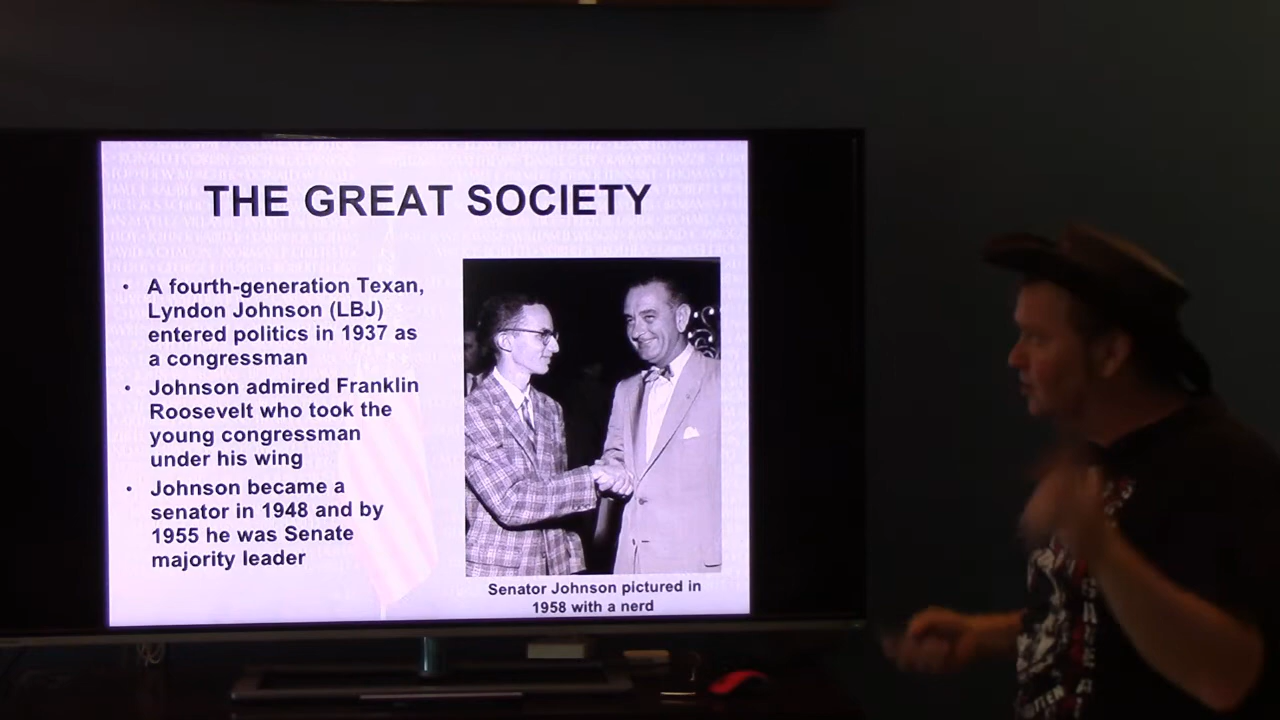 THE GREAT SOCIETY
• A fourth-generation Texan,
Lyndon Johnson (LBJ)
entered politics in 1937 as
a congressman
• Johnson admired Franklin
Roosevelt who took the
young congressman
under his wing
• Johnson became a
senator in 1948 and by
1955 he was Senate
majority leader
Senator Johnson pictured in
1958 with a nerd